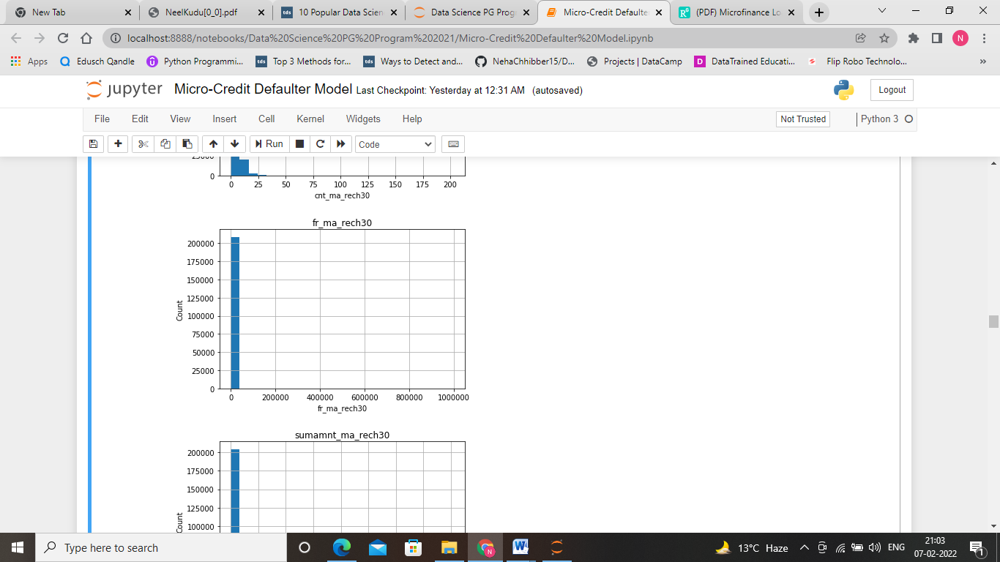 New Tab
NeelKudu[0_0].pdf
10 Popular Data Scien
Data Science PG Prog
Micro-Credit Defaulte
(PDF) Microfinance Lo
localhost:8888/notebooks/Data%20Science%20PG%20Program%202021/Micro-Credit%20Defaulter%20Model.ipynb
N
Apps
Edusch Qandle
Python Programmi...
Top 3 Methods for...
Ways to Detect and...
NehaChhibber15/D...
Projects | DataCamp
DataTrained Educati...
Flip Robo Technolo...
»
jupyter Micro-Credit Defaulter Model Last Checkpoint: Yesterday at 12:31 AM (autosaved)
Logout
File Edit View Insert Cell Kernel Widgets Help
Not Trusted
Python 3
Run
Code
25000
0
0 25 50 75 100 125 150 175 200
cnt_ma_rech30
fr_ma_rech30
200000
175000
150000
125000
100000
75000
50000
25000
0
Count
0 200000 400000 600000 800000 1000000
fr_ma_rech30
sumamnt_ma_rech30
200000
175000
150000
125000
100000
Count
Type here to search
13°C Haze
ENG
21:03
07-02-2022
1